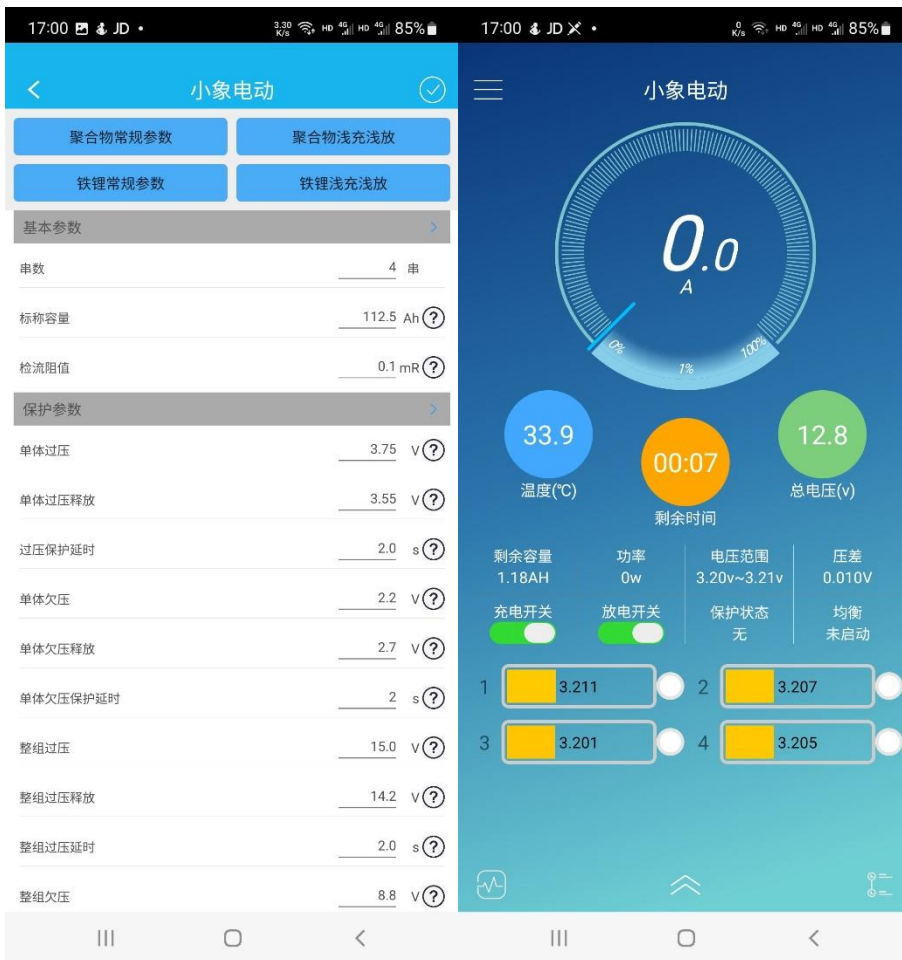 17:00 JD •
3.30 K/s HD 4G HD 4G 85%
小象电动
聚合物常规参数 聚合物浅充浅放
铁锂常规参数 铁锂浅充浅放
基本参数
串数 4 串
标称容量 112.5 Ah ?
检流阻值 0.1 mR ?
保护参数
单体过压 3.75 V ?
单体过压释放 3.55 V ?
过压保护延时 2.0 s ?
单体欠压 2.2 V ?
单体欠压释放 2.7 V ?
单体欠压保护延时 2 s ?
整组过压 15.0 V ?
整组过压释放 14.2 V ?
整组过压延时 2.0 s ?
整组欠压 8.8 V ?
17:00 JD •
0 K/s HD 4G HD 4G 85%
小象电动
0.0
A
0% 1% 100%
33.9
温度(℃)
00:07
剩余时间
12.8
总电压(v)
剩余容量 功率 电压范围 压差
1.18AH 0w 3.20v~3.21v 0.010V
充电开关 放电开关 保护状态 均衡
无 未启动
1 3.211 2 3.207
3 3.201 4 3.205